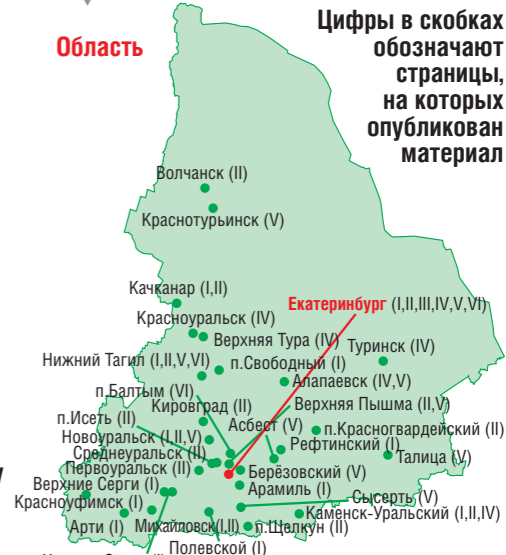 Область
Цифры в скобках
обозначают
страницы,
на которых
опубликован
материал
Волчанск (II)
Краснотурьинск (V)
Качканар (I,II)
Екатеринбург (I,II,III,IV,V,VI)
Красноуральск (IV)
Верхняя Тура (IV)
Туринск (IV)
Нижний Тагил (I,II,V,VI)
п.Свободный (I)
Алапаевск (IV,V)
п.Балтым (VI)
Кировград (II)
Верхняя Пышма (II,V)
п.Исеть (II)
Асбест (V)
п.Красногвардейский (II)
Новоуральск (I,II,V)
Рефтинский (I)
Среднеуральск (II)
Талица (V)
Первоуральск (II)
Берёзовский (V)
Верхние Серги (I)
Арамиль (I)
Красноуфимск (I)
Сысерть (V)
Каменск-Уральский (I,II,IV)
Арти (I)
Михайловск(I,II)
п.Щелкун (II)
Полевской (I)